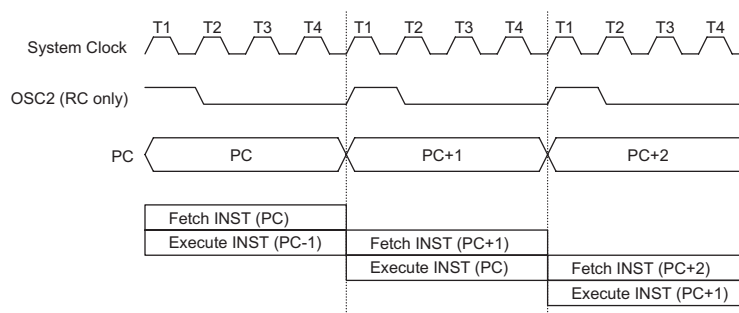 T1 T2 T3 T4 T1 T2 T3 T4 T1 T2 T3 T4
System Clock
OSC2 (RC only)
PC PC PC+1 PC+2
Fetch INST (PC)
Execute INST (PC-1) Fetch INST (PC+1)
Execute INST (PC) Fetch INST (PC+2)
Execute INST (PC+1)